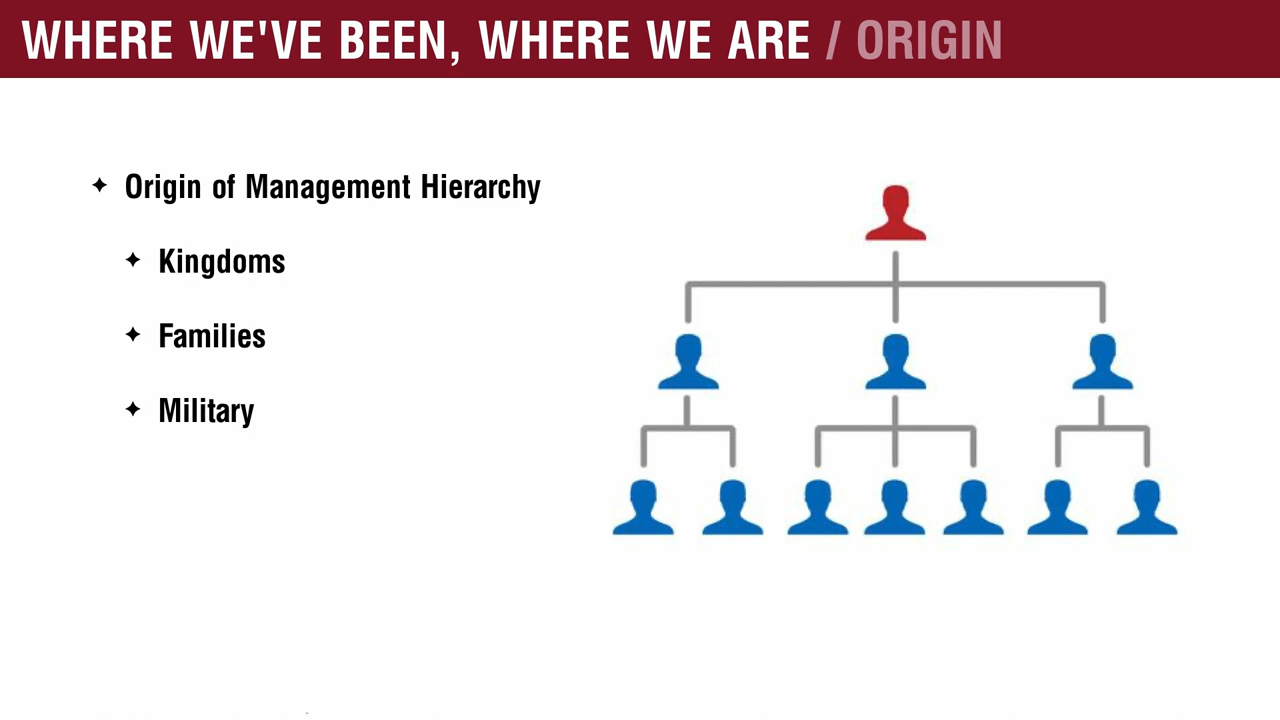 WHERE WE'VE BEEN, WHERE WE ARE / ORIGIN
Origin of Management Hierarchy
Kingdoms
Families
Military